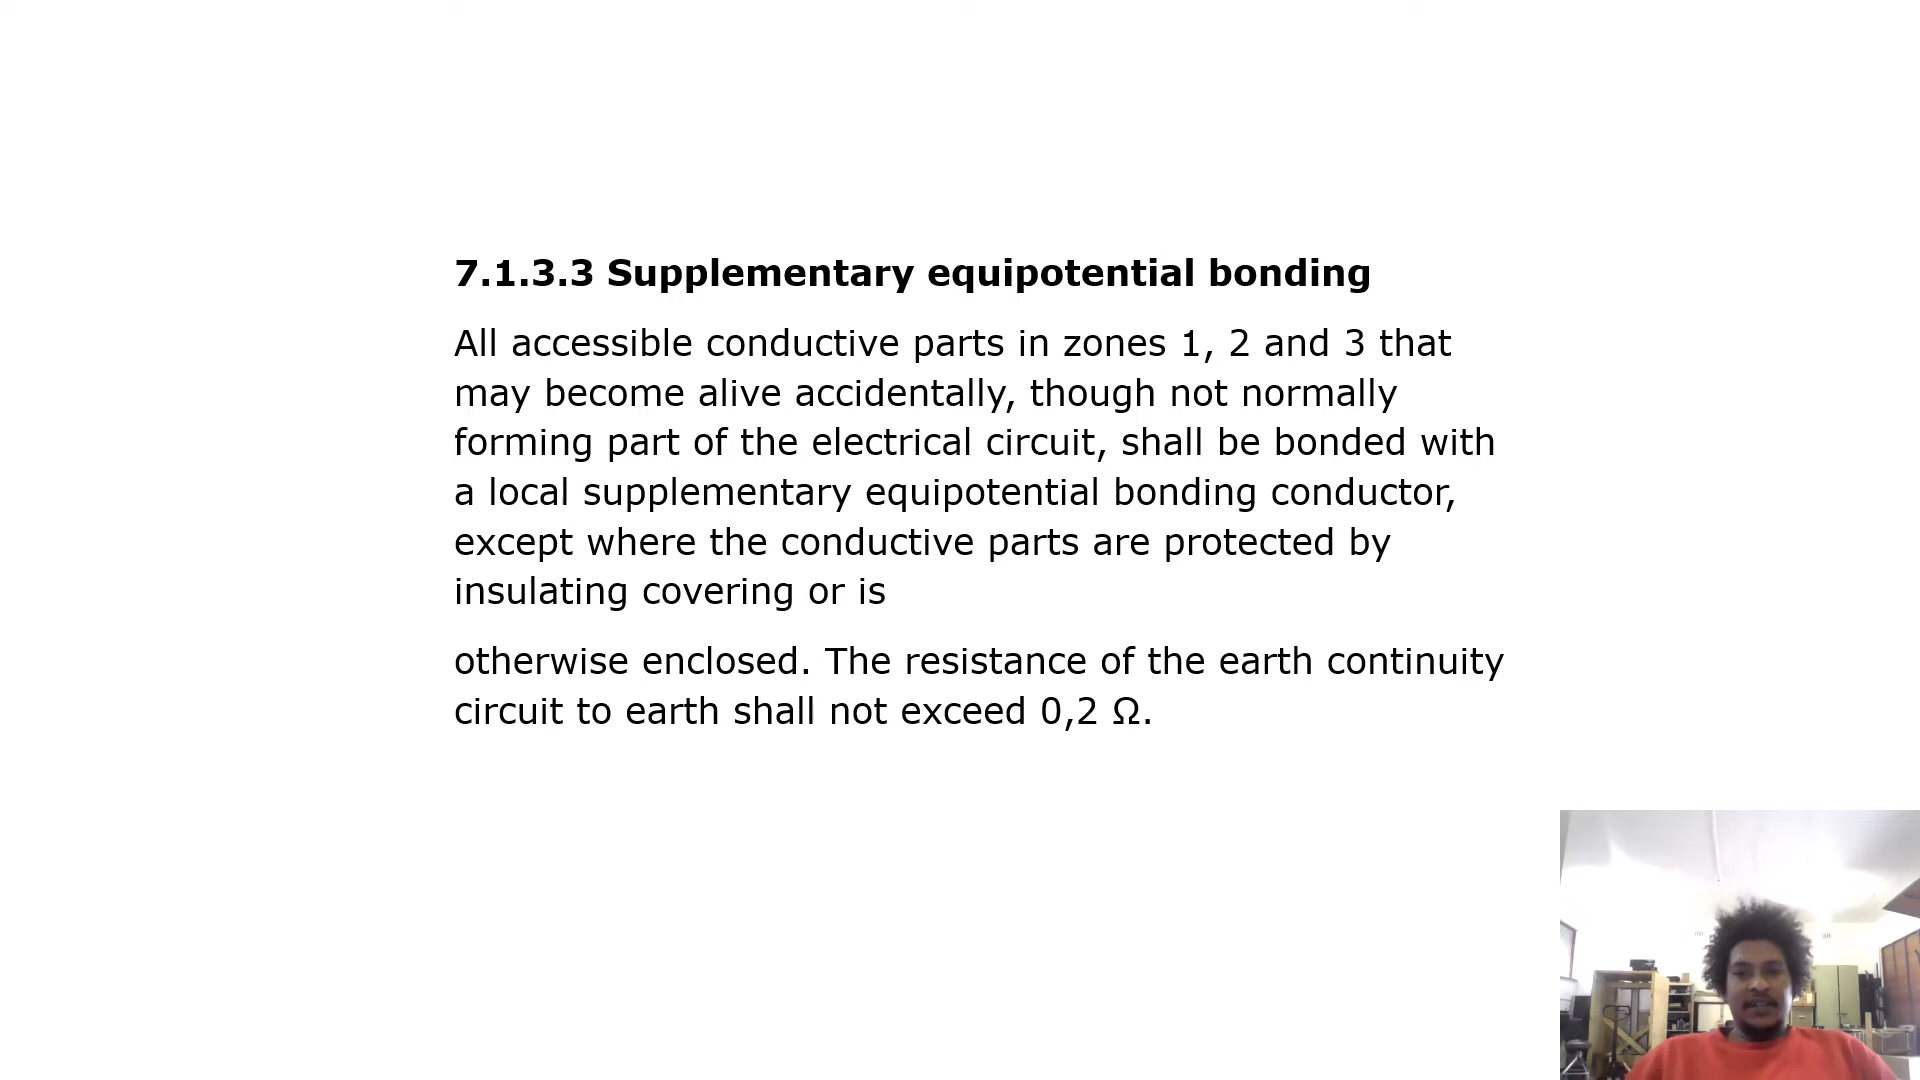 7.1.3.3 Supplementary equipotential bonding
All accessible conductive parts in zones 1, 2 and 3 that
may become alive accidentally, though not normally
forming part of the electrical circuit, shall be bonded with
a local supplementary equipotential bonding conductor,
except where the conductive parts are protected by
insulating covering or is
otherwise enclosed. The resistance of the earth continuity
circuit to earth shall not exceed 0,2 Ω.